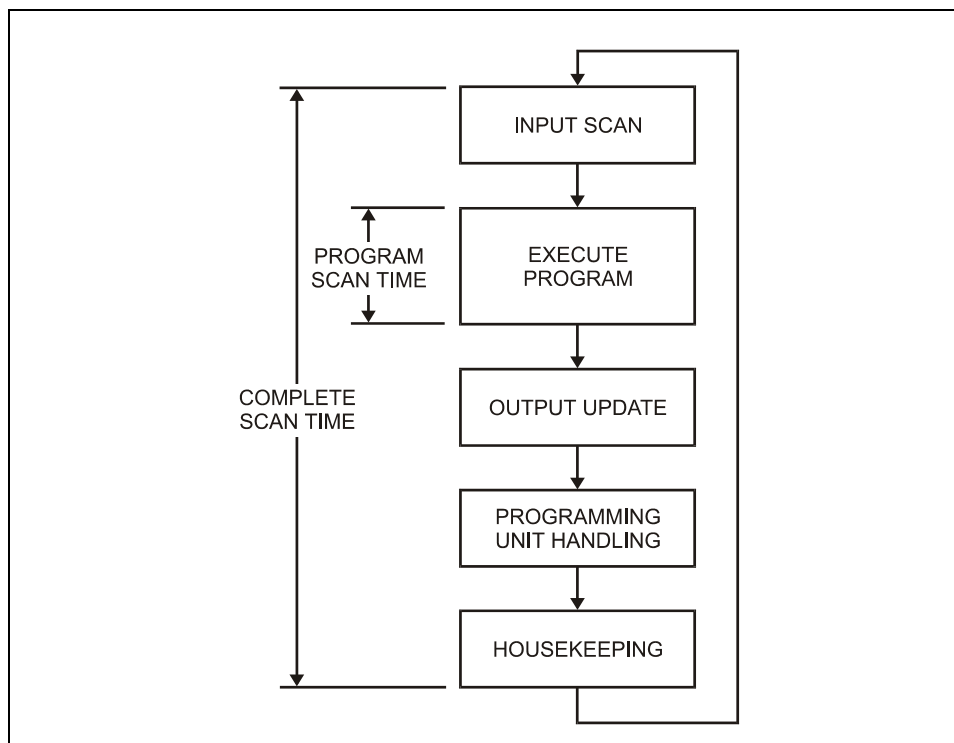 INPUT SCAN
PROGRAM
SCAN TIME
EXECUTE
PROGRAM
COMPLETE
SCAN TIME
OUTPUT UPDATE
PROGRAMMING
UNIT HANDLING
HOUSEKEEPING